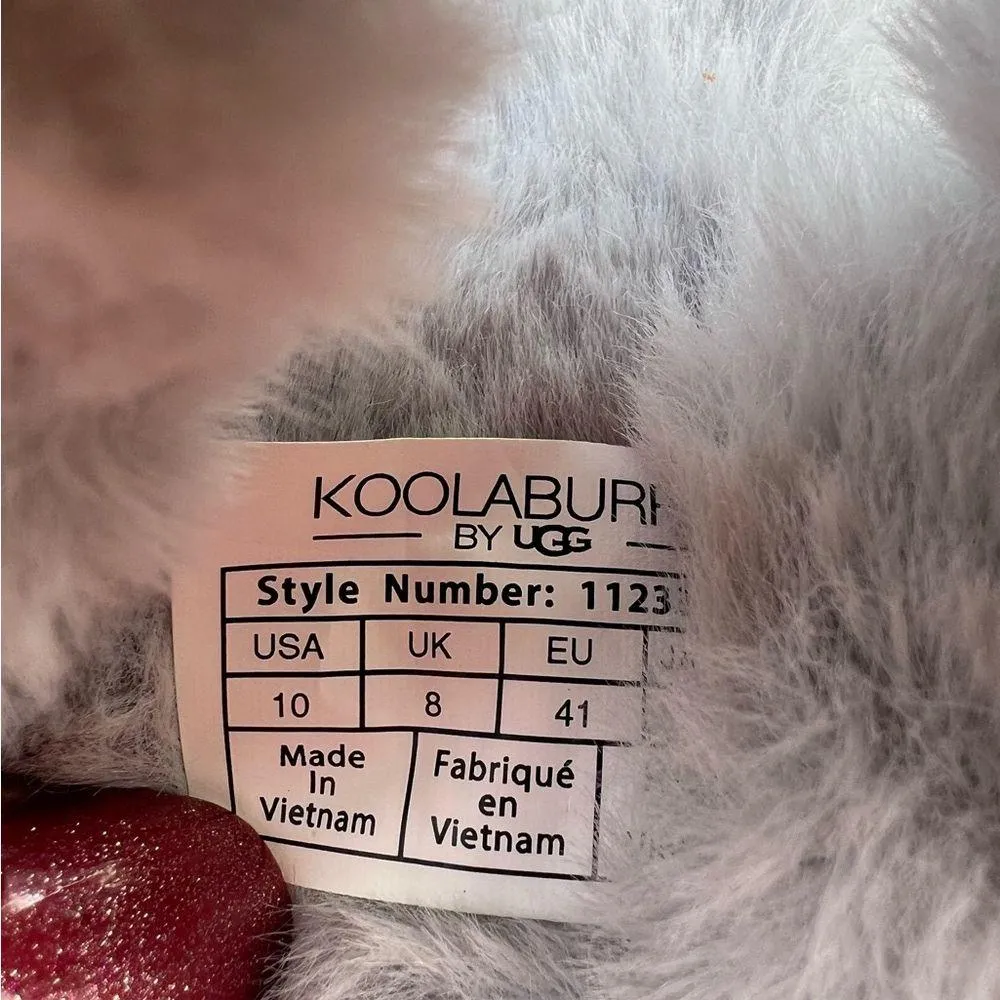 KOOLABUR
BY UGG
Style Number: 1123
USA UK EU
10 8 41
Made Fabriqué
In en
Vietnam Vietnam